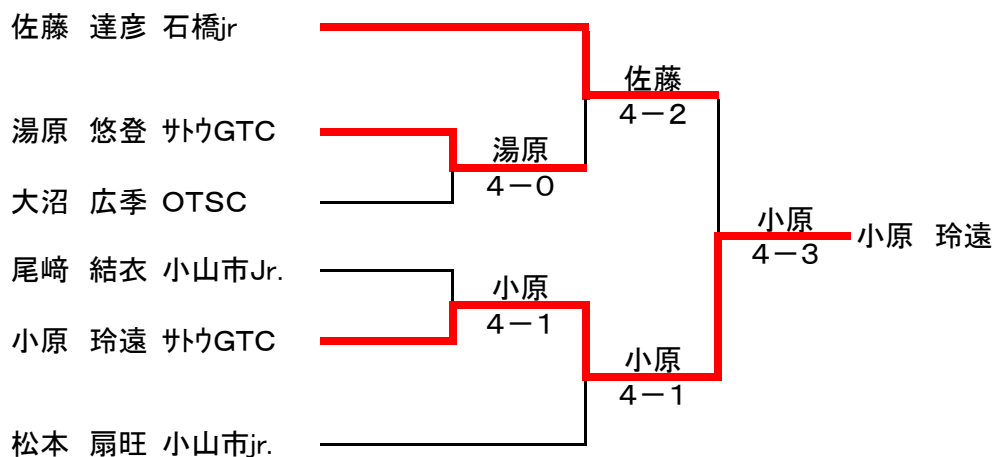 佐藤　達彦 石橋jr
湯原　悠登 ｻﾄｳGTC
大沼　広季 OTSC
尾﨑　結衣 小山市Jr.
小原　玲遠 ｻﾄｳGTC
松本　扇旺 小山市jr.
湯原
４－０
小原
４－１
佐藤
４－２
小原
４－１
小原
４－３
小原　玲遠